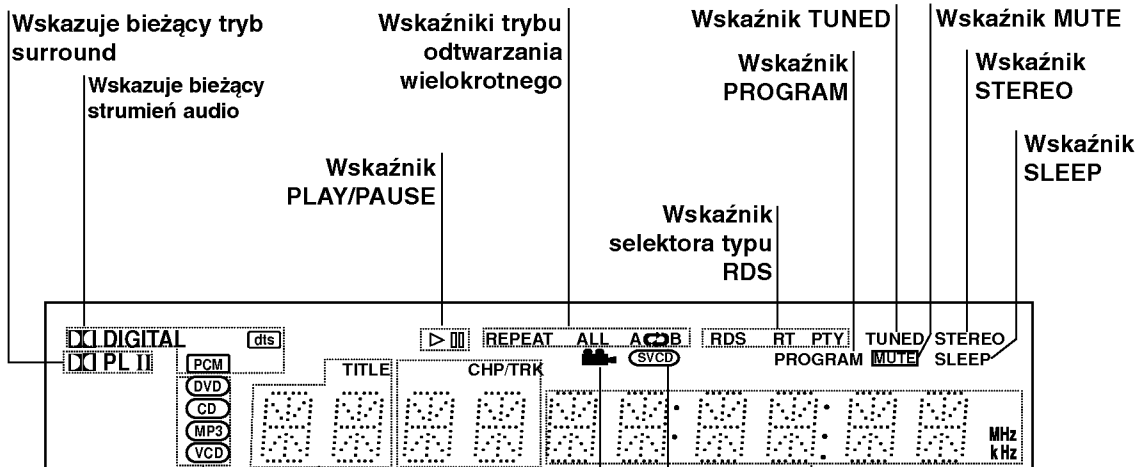 Wskazuje bieżący tryb
surround
Wskazuje bieżący
strumień audio
Wskaźniki trybu
odtwarzania
wielokrotnego
Wskaźnik TUNED
Wskaźnik MUTE
Wskaźnik
PROGRAM
Wskaźnik
STEREO
Wskaźnik
SLEEP
Wskaźnik
PLAY/PAUSE
Wskaźnik
selektora typu
RDS
DIGITAL dts REPEAT ALL A B RDS RT PTY TUNED STEREO
PL II PCM SVCD PROGRAM MUTE SLEEP
TITLE CHP/TRK
DVD
CD
MP3
VCD
MHz
kHz